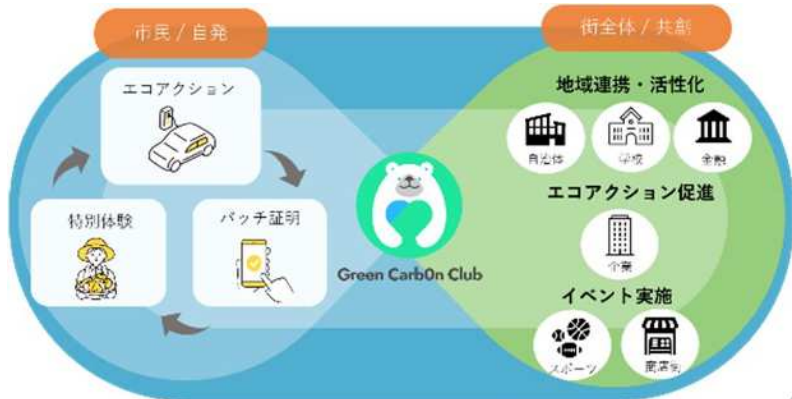 市民 / 自発
街全体 / 共創
エコアクション
特別体験
バッチ証明
Green Carb0n Club
地域連携・活性化
自治体
学校
金融
エコアクション促進
企業
イベント実施
スポーツ
商店街